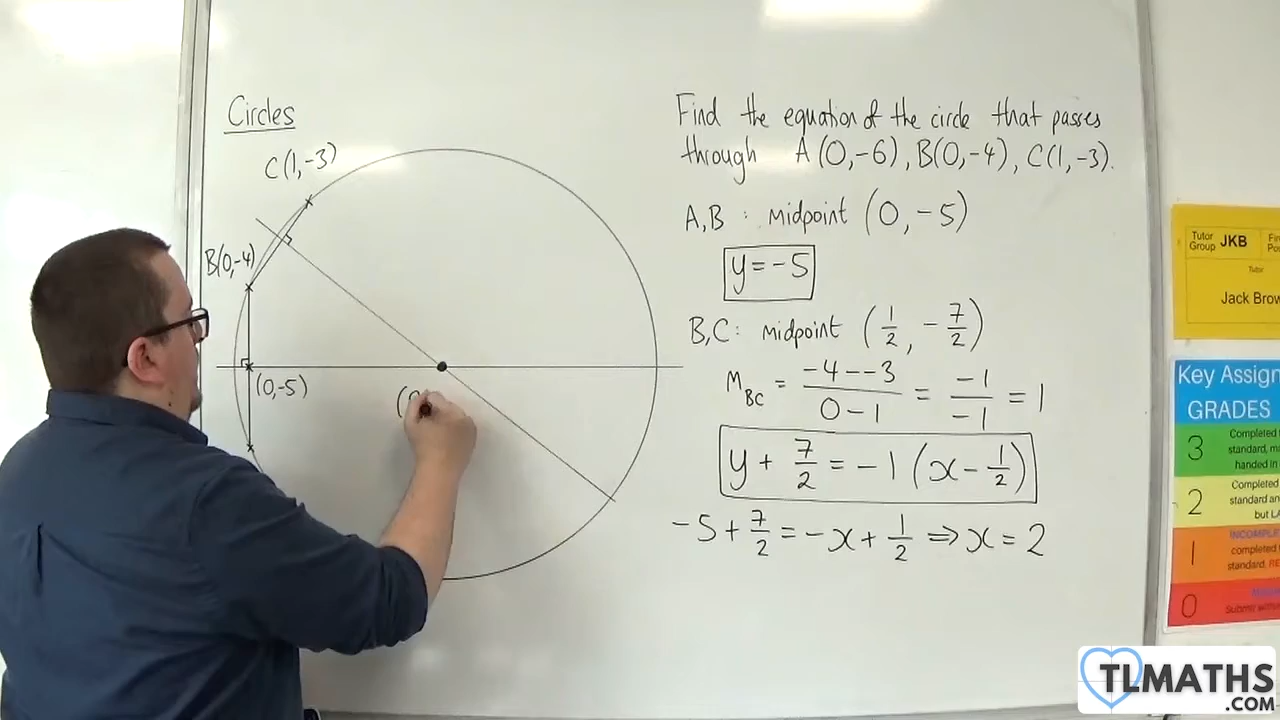 Circles
C(1,-3)
B(0,-4)
(0,-5)
Find the equation of the circle that passes
through A(0,-6), B(0,-4), C(1,-3).
A,B : midpoint (0, -5)
y = -5
B,C : midpoint (1/2, -7/2)
M_BC = (-4--3)/(0-1) = -1/-1 = 1
y + 7/2 = -1(x - 1/2)
-5 + 7/2 = -x + 1/2 ⇒ x = 2
Tutor
Group JKB
Tutor
Jack Brow
Key Assign
GRADES
3 Completed
standard,
handed in
2 Completed
standard an
but
1 INCOMPLE
completed
standard, RE
0
Submit
TLMATHS
.COM